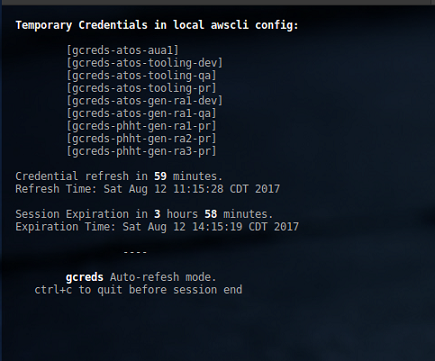 Temporary Credentials in local awscli config:
[gcreds-atos-aua1]
[gcreds-atos-tooling-dev]
[gcreds-atos-tooling-qa]
[gcreds-atos-tooling-pr]
[gcreds-atos-gen-ra1-dev]
[gcreds-atos-gen-ra1-qa]
[gcreds-phht-gen-ra1-pr]
[gcreds-phht-gen-ra2-pr]
[gcreds-phht-gen-ra3-pr]
Credential refresh in 59 minutes.
Refresh Time: Sat Aug 12 11:15:28 CDT 2017
Session Expiration in 3 hours 58 minutes.
Expiration Time: Sat Aug 12 14:15:19 CDT 2017
----
gcreds Auto-refesh mode.
ctrl+c to quit before session end